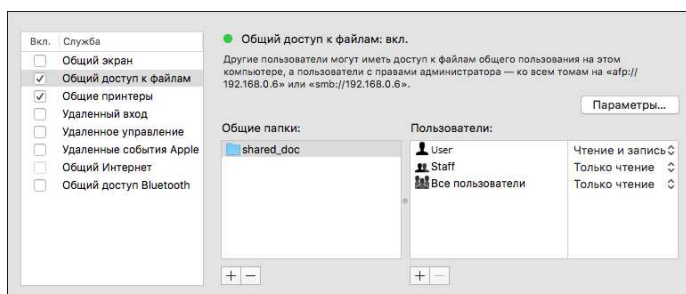 Вкл. Служба
Общий экран
Общий доступ к файлам
Общие принтеры
Удаленный вход
Удаленное управление
Удаленные события Apple
Общий Интернет
Общий доступ Bluetooth
Общий доступ к файлам: вкл.
Другие пользователи могут иметь доступ к файлам общего пользования на этом
компьютере, а пользователи с правами администратора — ко всем томам на «afp://
192.168.0.6» или «smb://192.168.0.6».
Параметры...
Общие папки:
shared_doc
Пользователи:
User Чтение и запись
Staff Только чтение
Все пользователи Только чтение
+ − + −